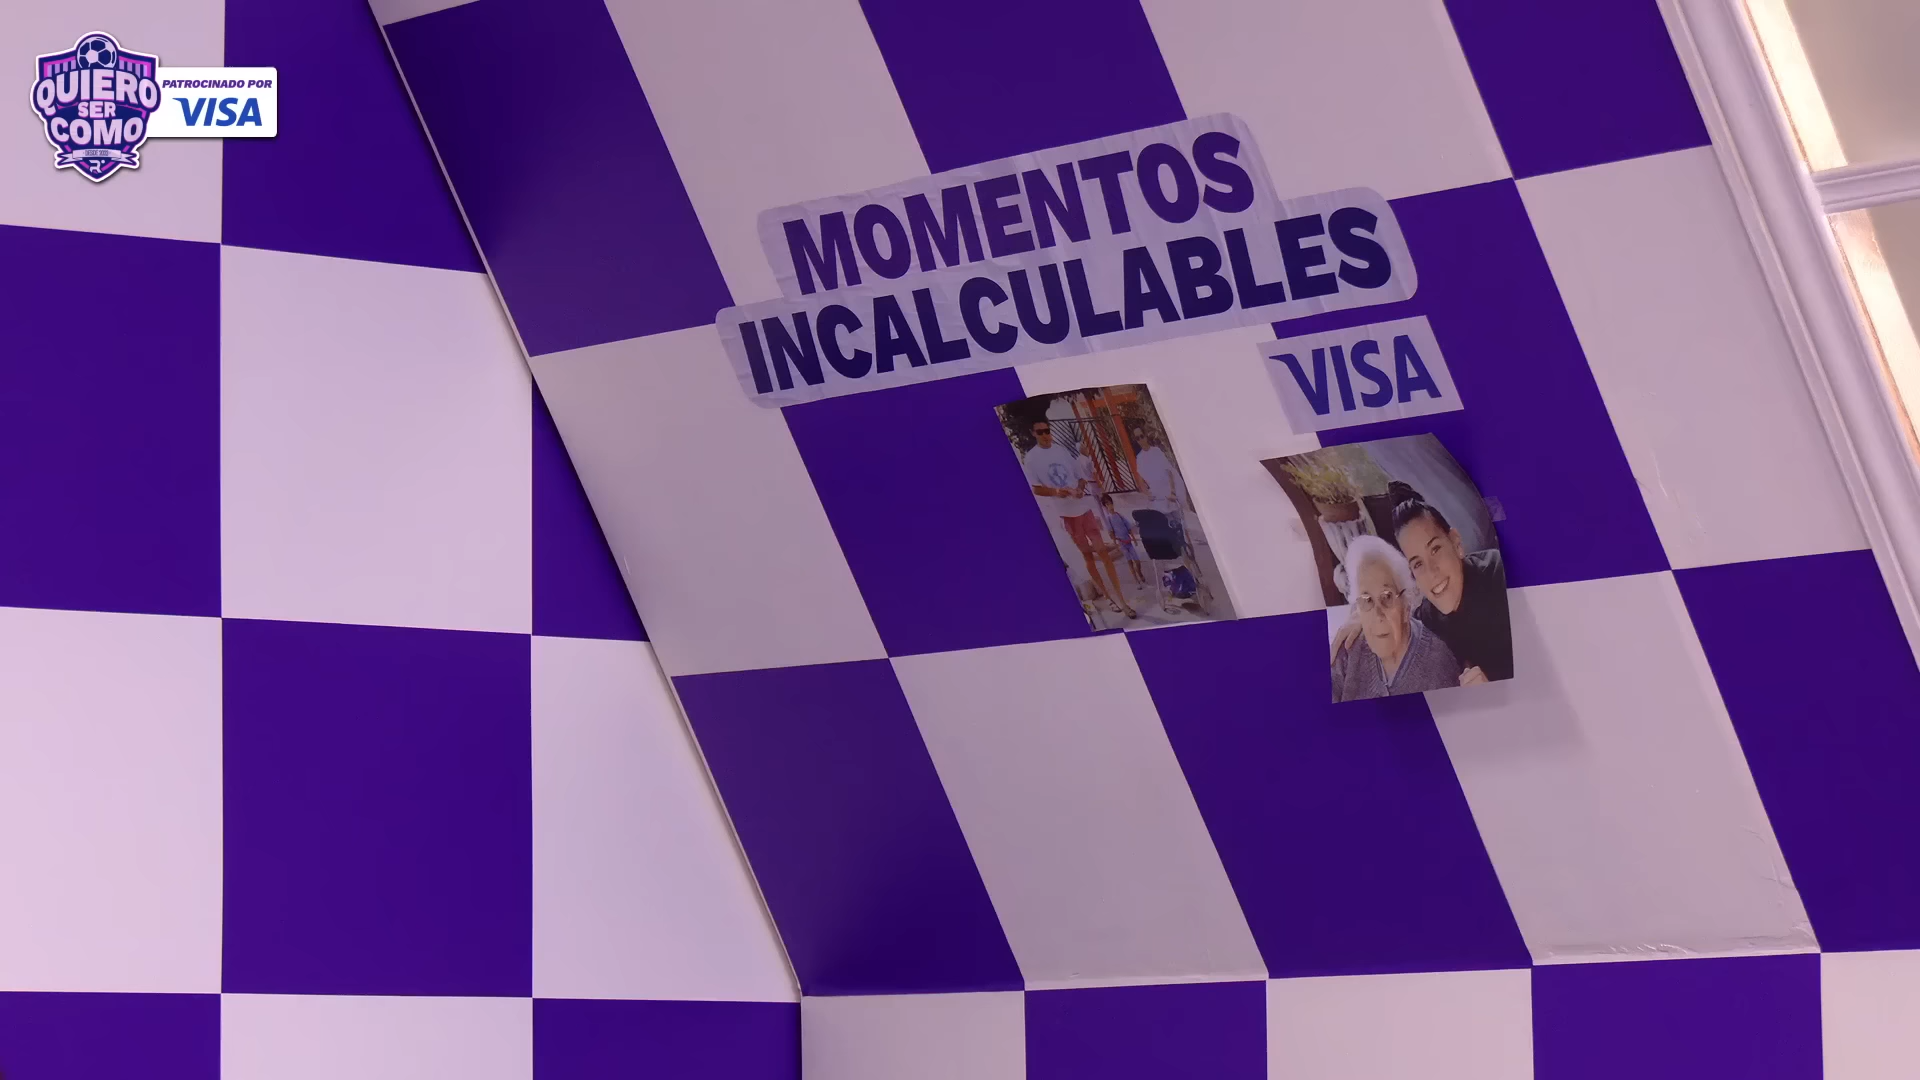 QUIERO
SER
COMO
PATROCINADO POR
VISA
MOMENTOS
INCALCULABLES
VISA